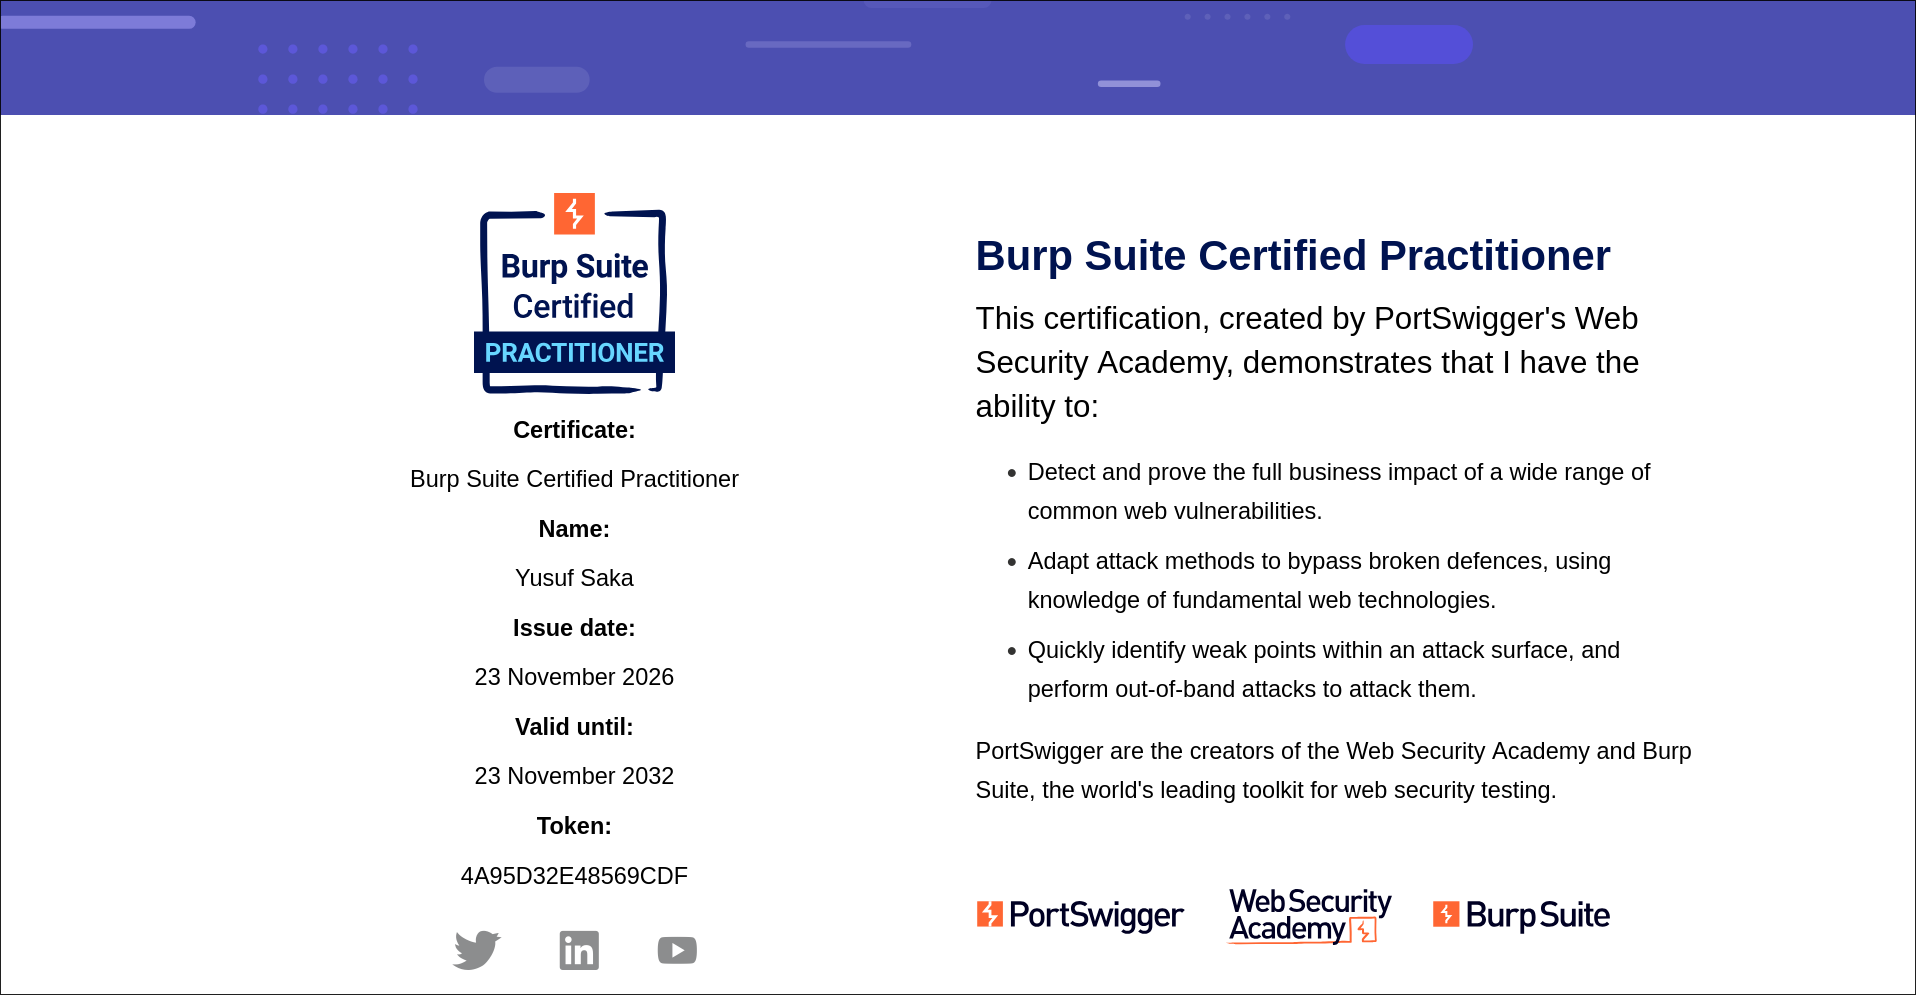 Burp Suite
Certified
PRACTITIONER
Certificate:
Burp Suite Certified Practitioner
Name:
Yusuf Saka
Issue date:
23 November 2026
Valid until:
23 November 2032
Token:
4A95D32E48569CDF
Burp Suite Certified Practitioner
This certification, created by PortSwigger's Web
Security Academy, demonstrates that I have the
ability to:
Detect and prove the full business impact of a wide range of
common web vulnerabilities.
Adapt attack methods to bypass broken defences, using
knowledge of fundamental web technologies.
Quickly identify weak points within an attack surface, and
perform out-of-band attacks to attack them.
PortSwigger are the creators of the Web Security Academy and Burp
Suite, the world's leading toolkit for web security testing.
PortSwigger
Web Security
Academy
Burp Suite